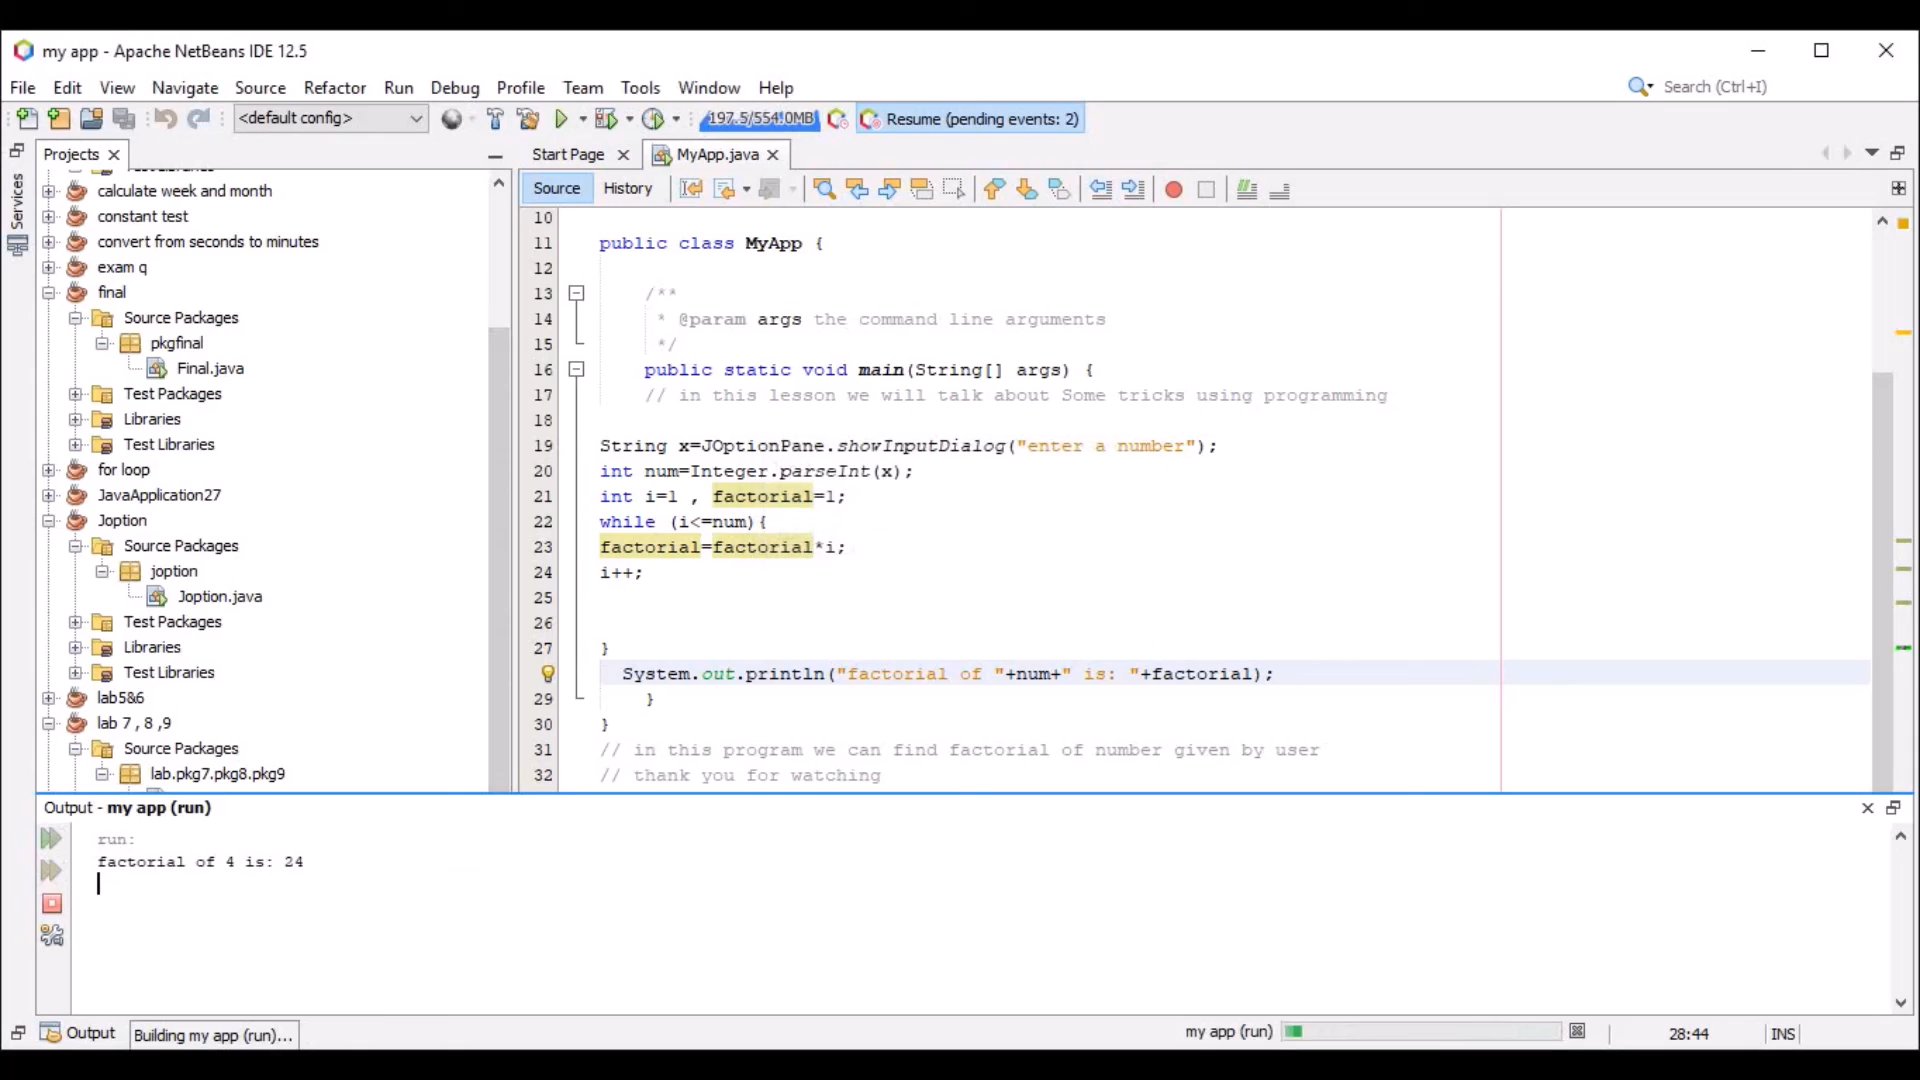 my app - Apache NetBeans IDE 12.5
File Edit View Navigate Source Refactor Run Debug Profile Team Tools Window Help
Search (Ctrl+I)
<default config>
197.5/554.0MB
Resume (pending events: 2)
Projects
Start Page
MyApp.java
Services
Source History
calculate week and month
constant test
convert from seconds to minutes
exam q
final
Source Packages
pkgfinal
Final.java
Test Packages
Libraries
Test Libraries
for loop
JavaApplication27
Joption
Source Packages
joption
Joption.java
Test Packages
Libraries
Test Libraries
lab5&6
lab 7 , 8 ,9
Source Packages
lab.pkg7.pkg8.pkg9
10
11 public class MyApp {
12
13 /**
14 * @param args the command line arguments
15 */
16 public static void main(String[] args) {
17 // in this lesson we will talk about Some tricks using programming
18
19 String x=JOptionPane.showInputDialog("enter a number");
20 int num=Integer.parseInt(x);
21 int i=1 , factorial=1;
22 while (i<=num){
23 factorial=factorial*i;
24 i++;
25
26
27 }
System.out.println("factorial of "+num+" is: "+factorial);
29 }
30 }
31 // in this program we can find factorial of number given by user
32 // thank you for watching
Output - my app (run)
run:
factorial of 4 is: 24
Output
Building my app (run)...
my app (run)
28:44
INS